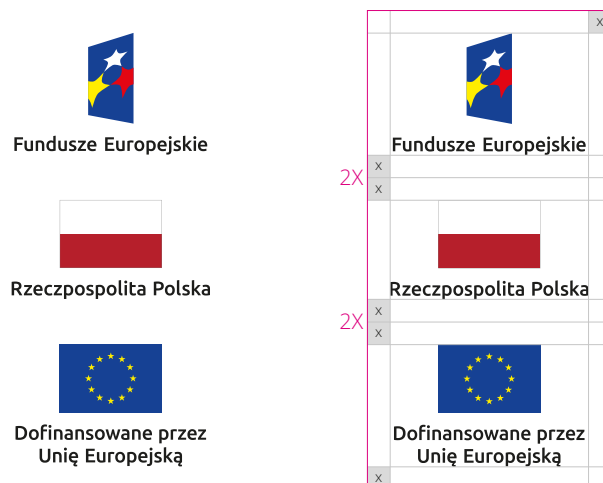 Fundusze Europejskie
Rzeczpospolita Polska
Dofinansowane przez
Unię Europejską
x
Fundusze Europejskie
x
2X
x
Rzeczpospolita Polska
x
2X
x
Dofinansowane przez
Unię Europejską
x